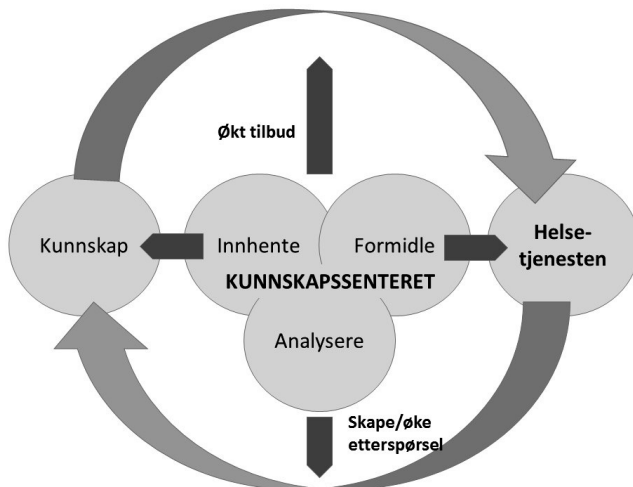 Økt tilbud
Kunnskap
Innhente
Formidle
Helse-
tjenesten
KUNNSKAPSSENTERET
Analysere
Skape/øke
etterspørsel